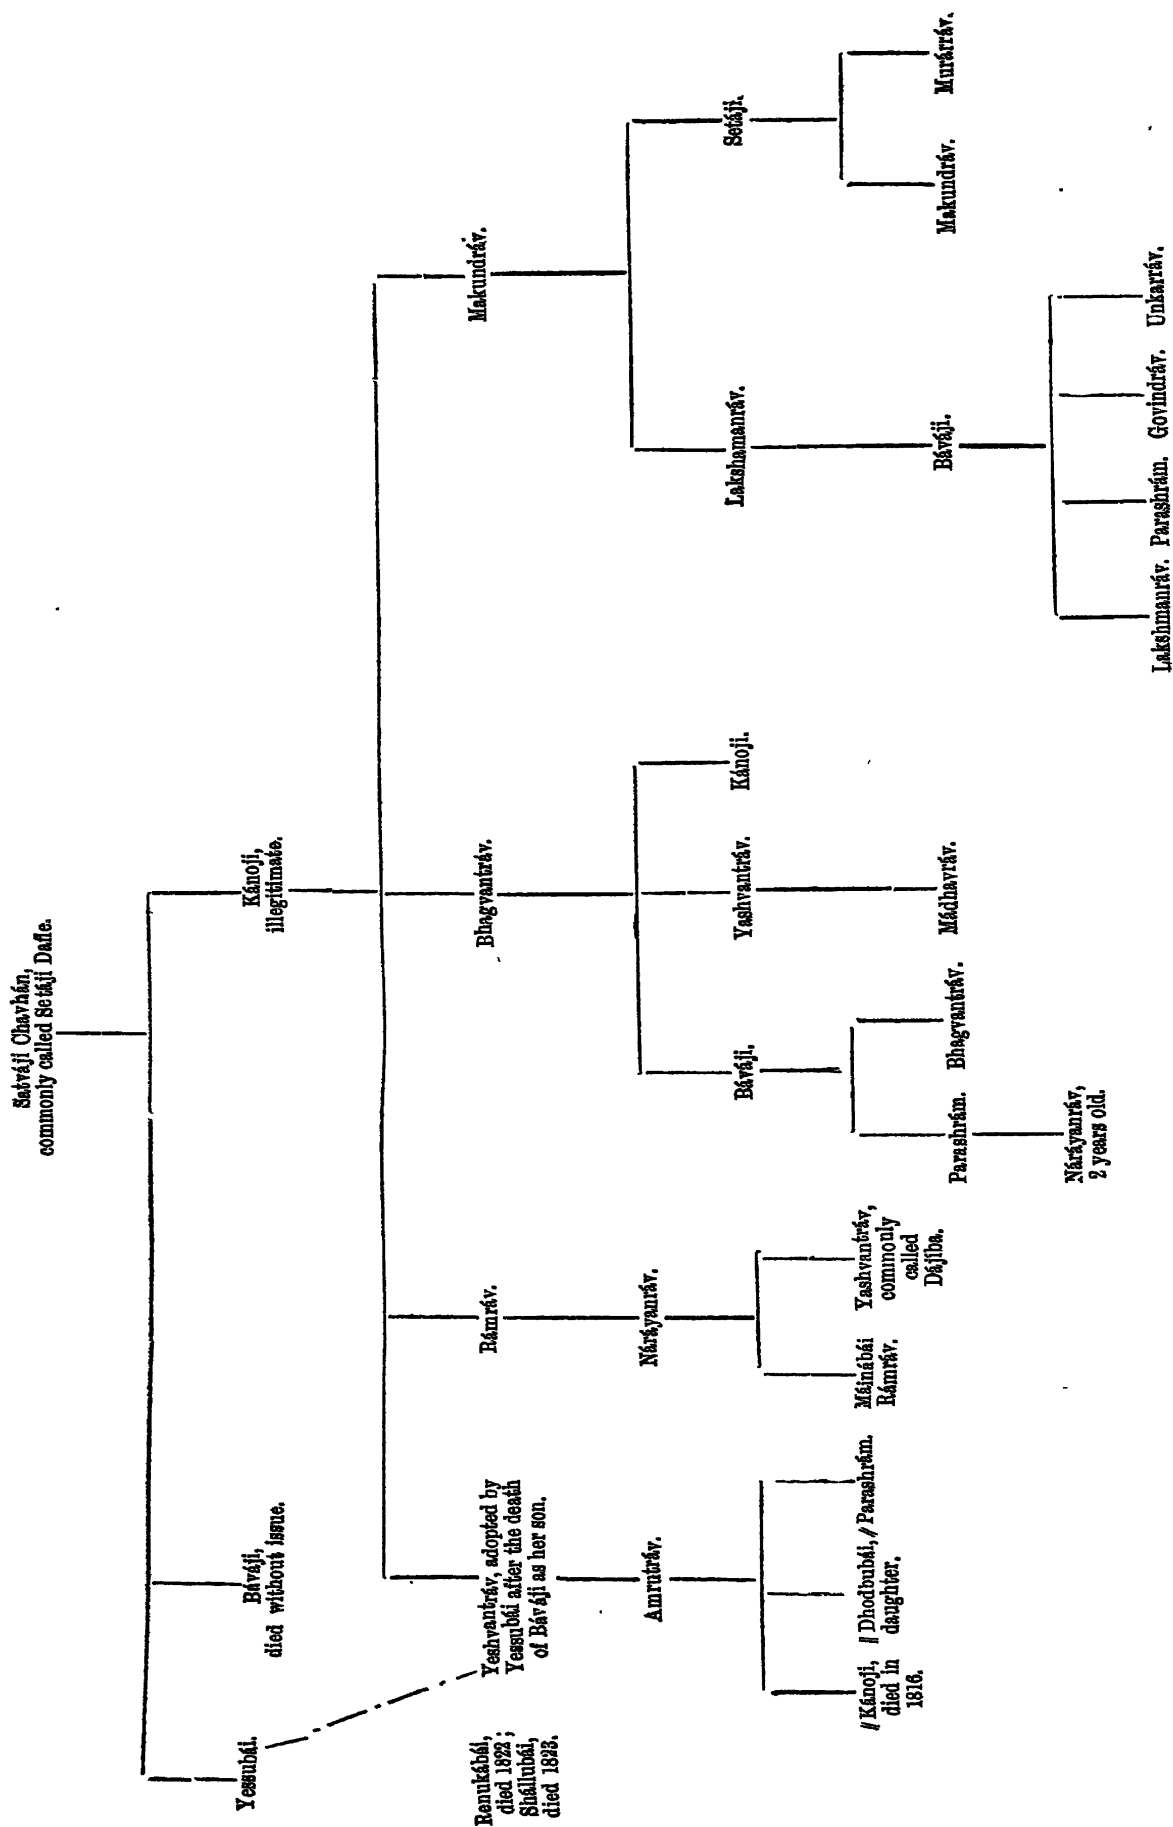 Satváji Chavhán,
commonly called Setáji Dafle.
Yessubái.
Báváji,
died without issue.
Kánoji,
illegitimate.
Renukábái,
died 1822;
Shállubái,
died 1823.
Yeshvantráv, adopted by
Yessubái after the death
of Báváji as her son.
Rámráv.
Bhagvantráv.
Makundráv.
Amrutráv.
Náráyanráv.
Báváji.
Yashvantráv.
Kánoji.
Lakshamanráv.
Setáji.
//Kánoji,
died in
1816.
//Dhodbubái,
daughter.
//Parashrám.
Máinábái
Rámráv.
Yashvantráv,
commonly
called
Dájiba.
Parashrám.
Bhagvantráv.
Mádhavráv.
Báváji.
Makundráv.
Murárráv.
Náráyanráv,
2 years old.
Lakshmanráv.
Parashrám.
Govindráv.
Unkarráv.